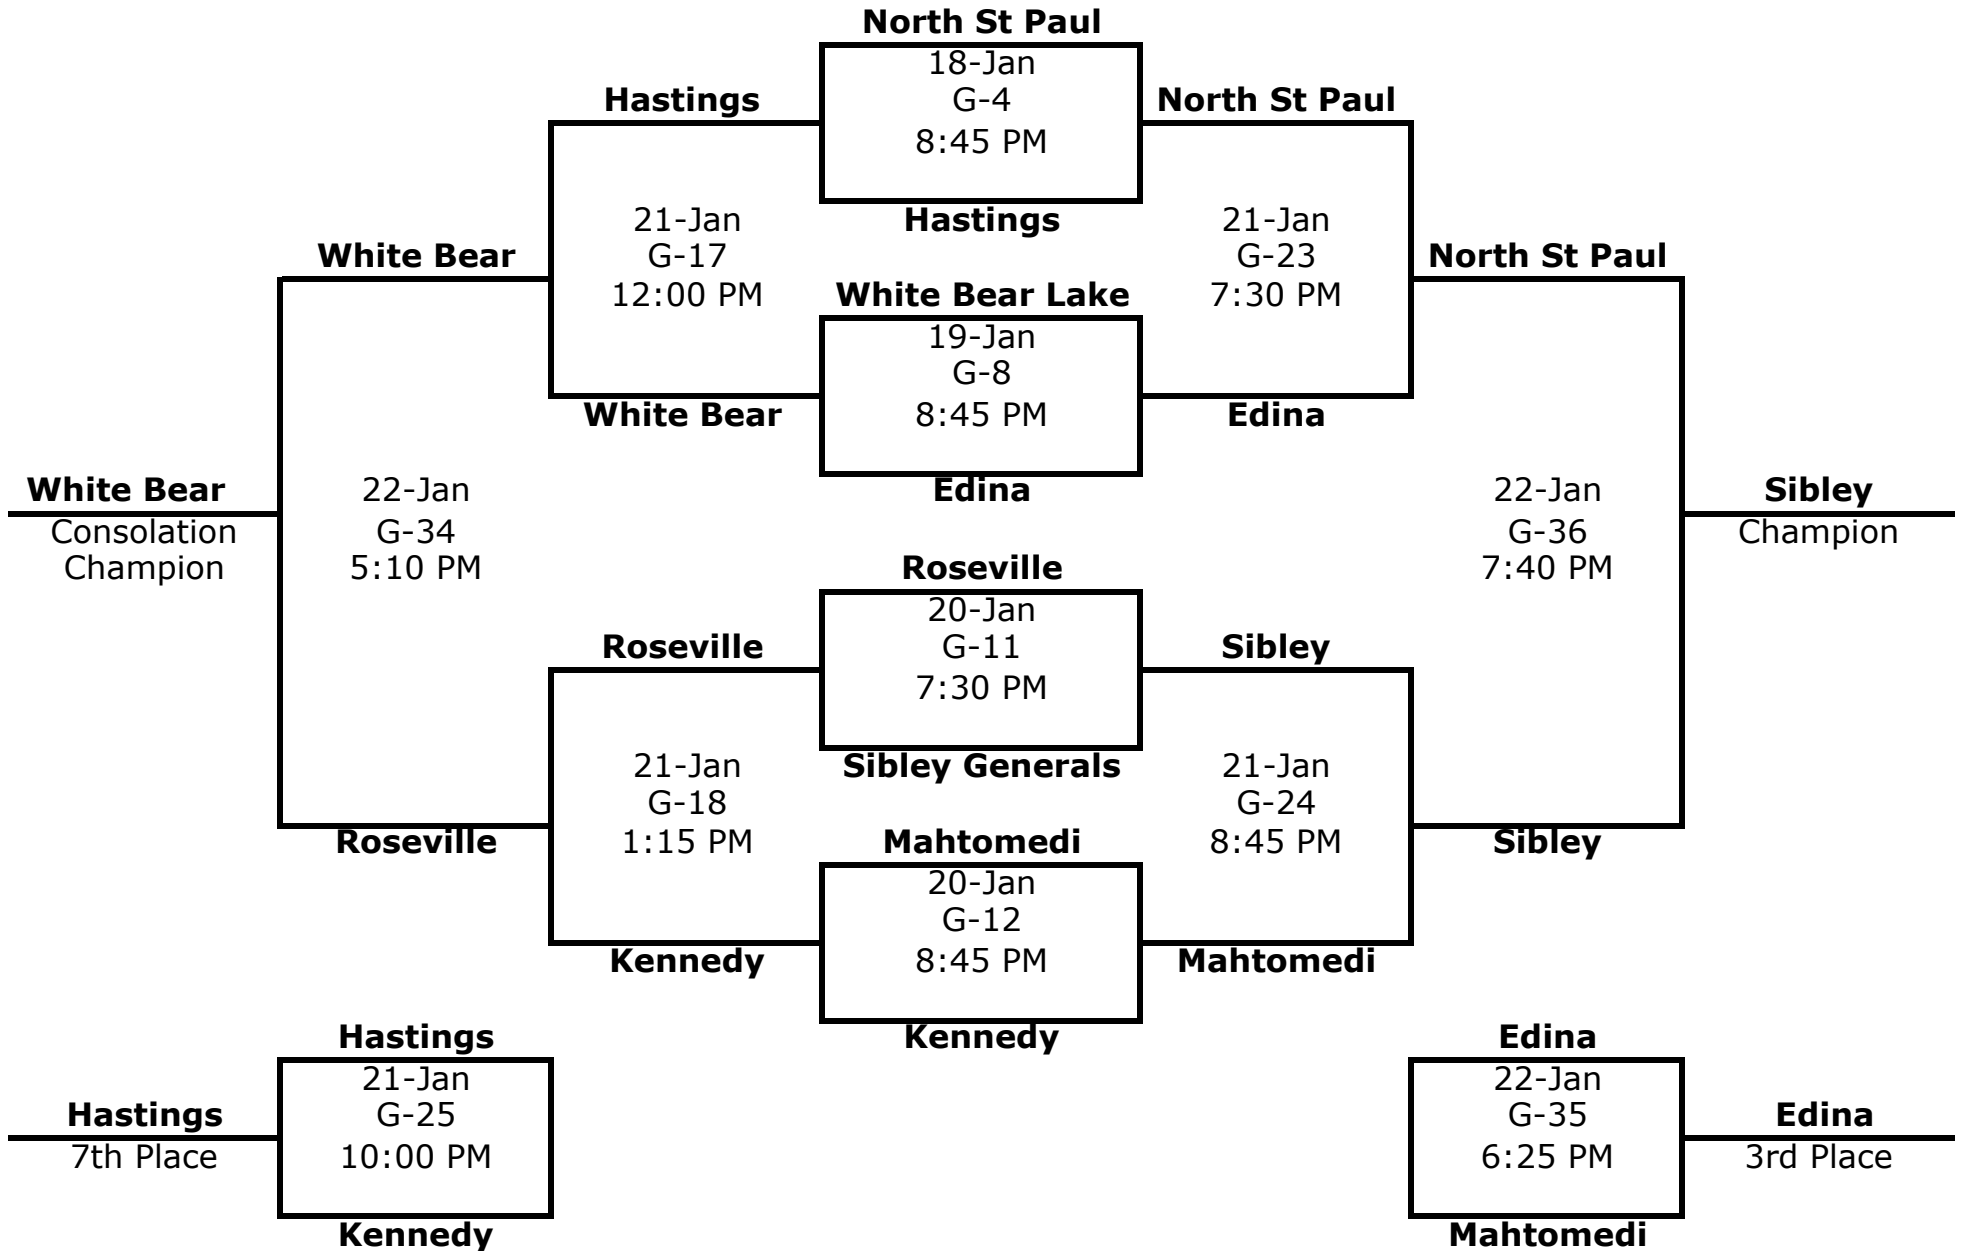 North St Paul
18-Jan
Hastings
G-4
North St Paul
8:45 PM
21-Jan
Hastings
21-Jan
White Bear
G-17
G-23
North St Paul
12:00 PM
White Bear Lake
7:30 PM
19-Jan
G-8
White Bear
8:45 PM
Edina
White Bear
22-Jan
Edina
22-Jan
Sibley
Consolation
G-34
G-36
Champion
Champion
5:10 PM
Roseville
7:40 PM
20-Jan
Roseville
G-11
Sibley
7:30 PM
21-Jan
Sibley Generals
21-Jan
G-18
G-24
Roseville
1:15 PM
Mahtomedi
8:45 PM
Sibley
20-Jan
G-12
Kennedy
8:45 PM
Mahtomedi
Hastings
Kennedy
Edina
21-Jan
22-Jan
Hastings
G-25
G-35
Edina
7th Place
10:00 PM
6:25 PM
3rd Place
Kennedy
Mahtomedi